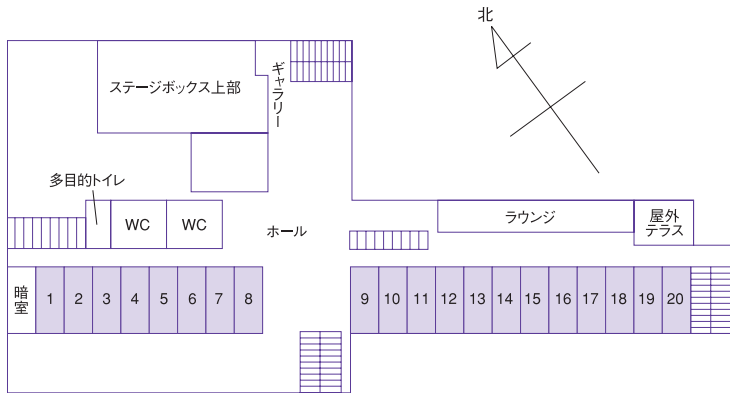 北
ステージボックス上部
ギャラリー
多目的トイレ
WC
WC
ホール
ラウンジ
屋外
テラス
暗室
1 2 3 4 5 6 7 8
9 10 11 12 13 14 15 16 17 18 19 20